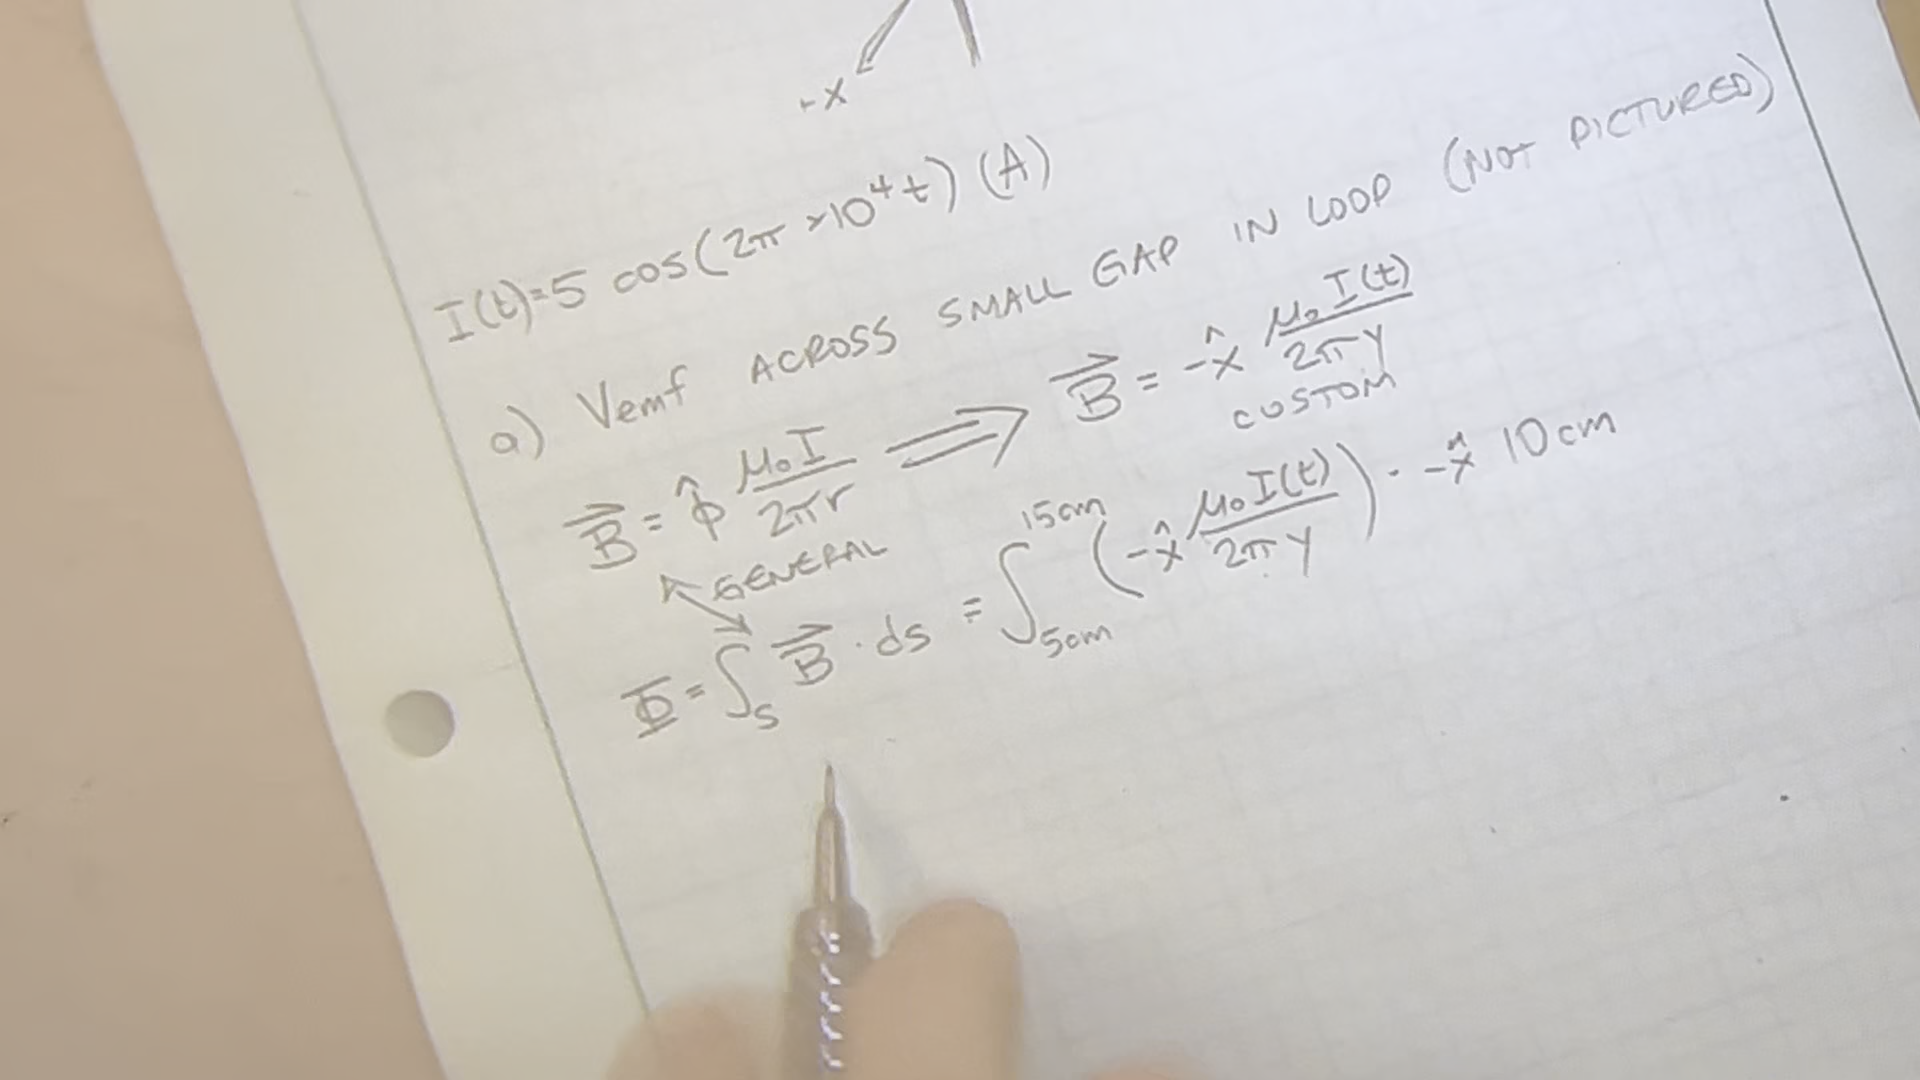 -x
I(t)=5 cos(2π×10⁴t) (A)
a) Vemf ACROSS SMALL GAP IN LOOP (NOT PICTURED)
B⃗ = φ̂ μ₀I/2πr ⟹ B⃗ = -x̂ μ₀I(t)/2πy
GENERAL
CUSTOM
Φ = ∫ₛ B⃗ · ds = ∫_5cm^15cm (-x̂ μ₀I(t)/2πy) · -x̂ 10cm